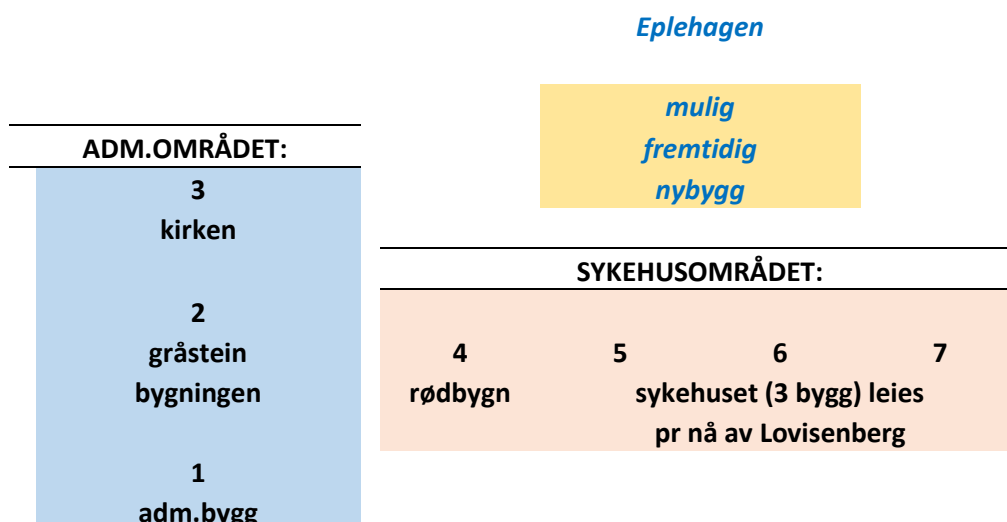 Eplehagen
mulig
fremtidig
nybygg
ADM.OMRÅDET:
3
kirken
2
gråstein
bygningen
1
adm.bygg
SYKEHUSOMRÅDET:
4 5 6 7
rødbygn sykehuset (3 bygg) leies
pr nå av Lovisenberg